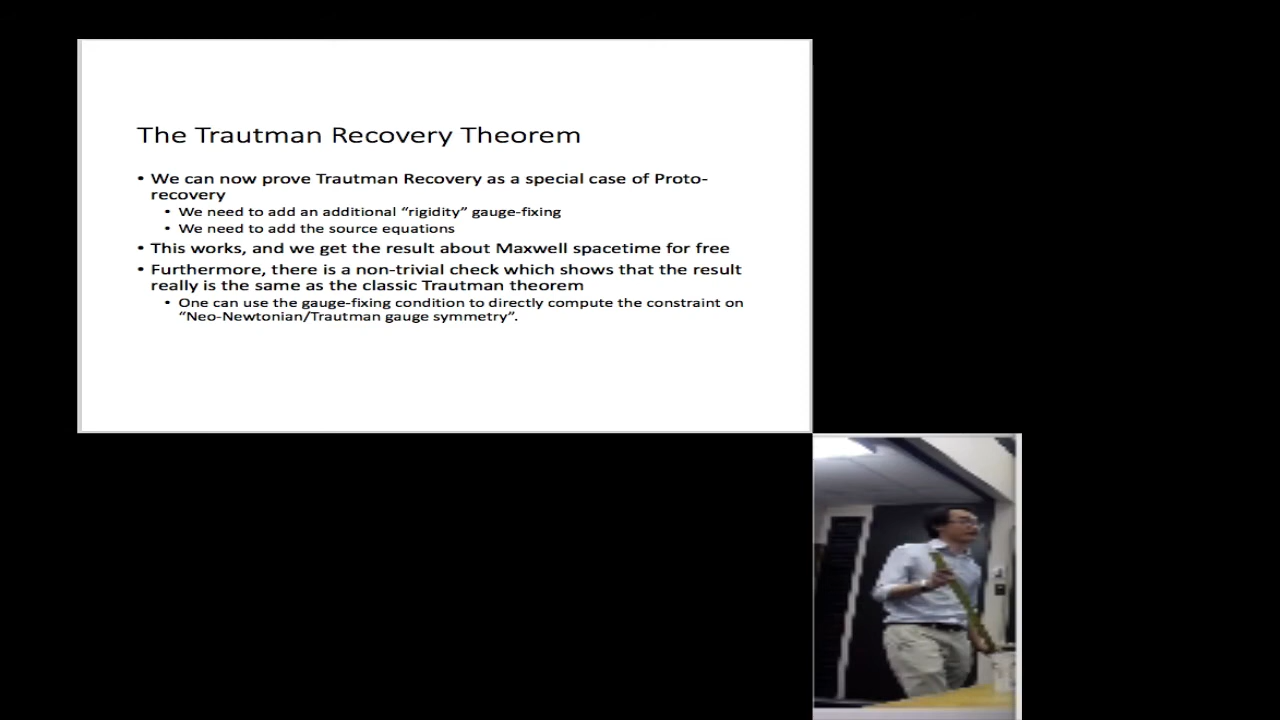 The Trautman Recovery Theorem
• We can now prove Trautman Recovery as a special case of Proto-
recovery
• We need to add an additional “rigidity” gauge-fixing
• We need to add the source equations
• This works, and we get the result about Maxwell spacetime for free
• Furthermore, there is a non-trivial check which shows that the result
really is the same as the classic Trautman theorem
• One can use the gauge-fixing condition to directly compute the constraint on
“Neo-Newtonian/Trautman gauge symmetry”.